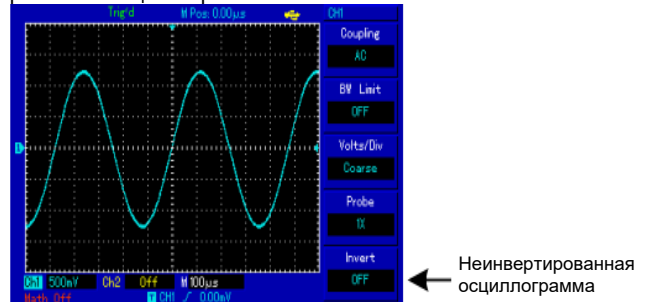 Trig'd M Pos: 0.00μs CH1
Coupling
AC
BW Limit
OFF
Volts/Div
Coarse
Probe
1X
Invert
OFF
Неинвертированная
осциллограмма
Ch1 500mV Ch2 Off M 100μs
Math Off T CH1 0.00mV